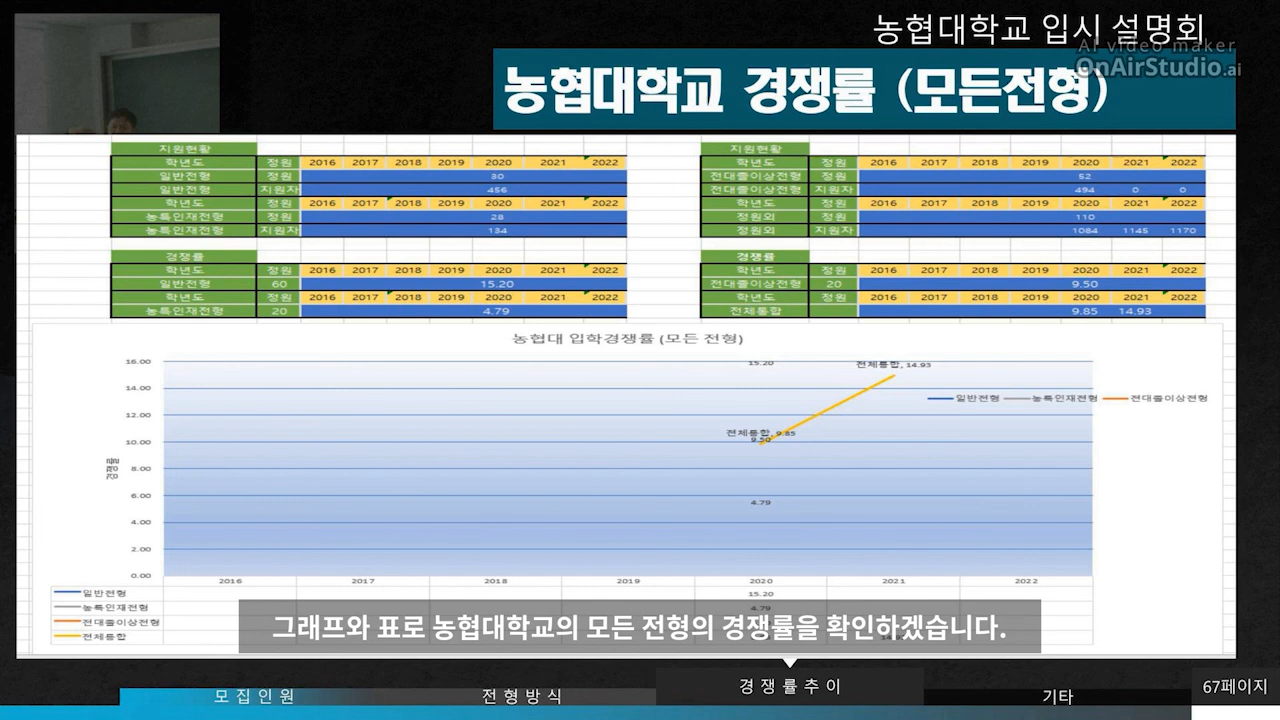 농협대학교 입시 설명회
AI video maker
OnAirStudio.ai
농협대학교 경쟁률 (모든전형)
지원현황
학년도 정원 2016 2017 2018 2019 2020 2021 2022
일반전형 정원 30
일반전형 지원자 456
학년도 정원 2016 2017 2018 2019 2020 2021 2022
농특인재전형 정원 28
농특인재전형 지원자 134
경쟁률
학년도 정원 2016 2017 2018 2019 2020 2021 2022
일반전형 60 15.20
학년도 정원 2016 2017 2018 2019 2020 2021 2022
농특인재전형 20 4.79
지원현황
학년도 정원 2016 2017 2018 2019 2020 2021 2022
전대졸이상전형 정원 52
전대졸이상전형 지원자 494 0 0
학년도 정원 2016 2017 2018 2019 2020 2021 2022
정원외 정원 110
정원외 지원자 1084 1145 1170
경쟁률
학년도 정원 2016 2017 2018 2019 2020 2021 2022
전대졸이상전형 20 9.50
학년도 정원 2016 2017 2018 2019 2020 2021 2022
전체통합 9.85 14.93
농협대 입학경쟁률 (모든 전형)
16.00
14.00
12.00
10.00
8.00
6.00
4.00
2.00
0.00
경쟁률
15.20
전체통합, 14.93
일반전형 농특인재전형 전대졸이상전형
전체통합, 9.85
9.50
4.79
2016 2017 2018 2019 2020 2021 2022
일반전형 15.20
농특인재전형 4.79
전대졸이상전형
전체통합
그래프와 표로 농협대학교의 모든 전형의 경쟁률을 확인하겠습니다.
모집인원 전형방식 경쟁률추이 기타 67페이지